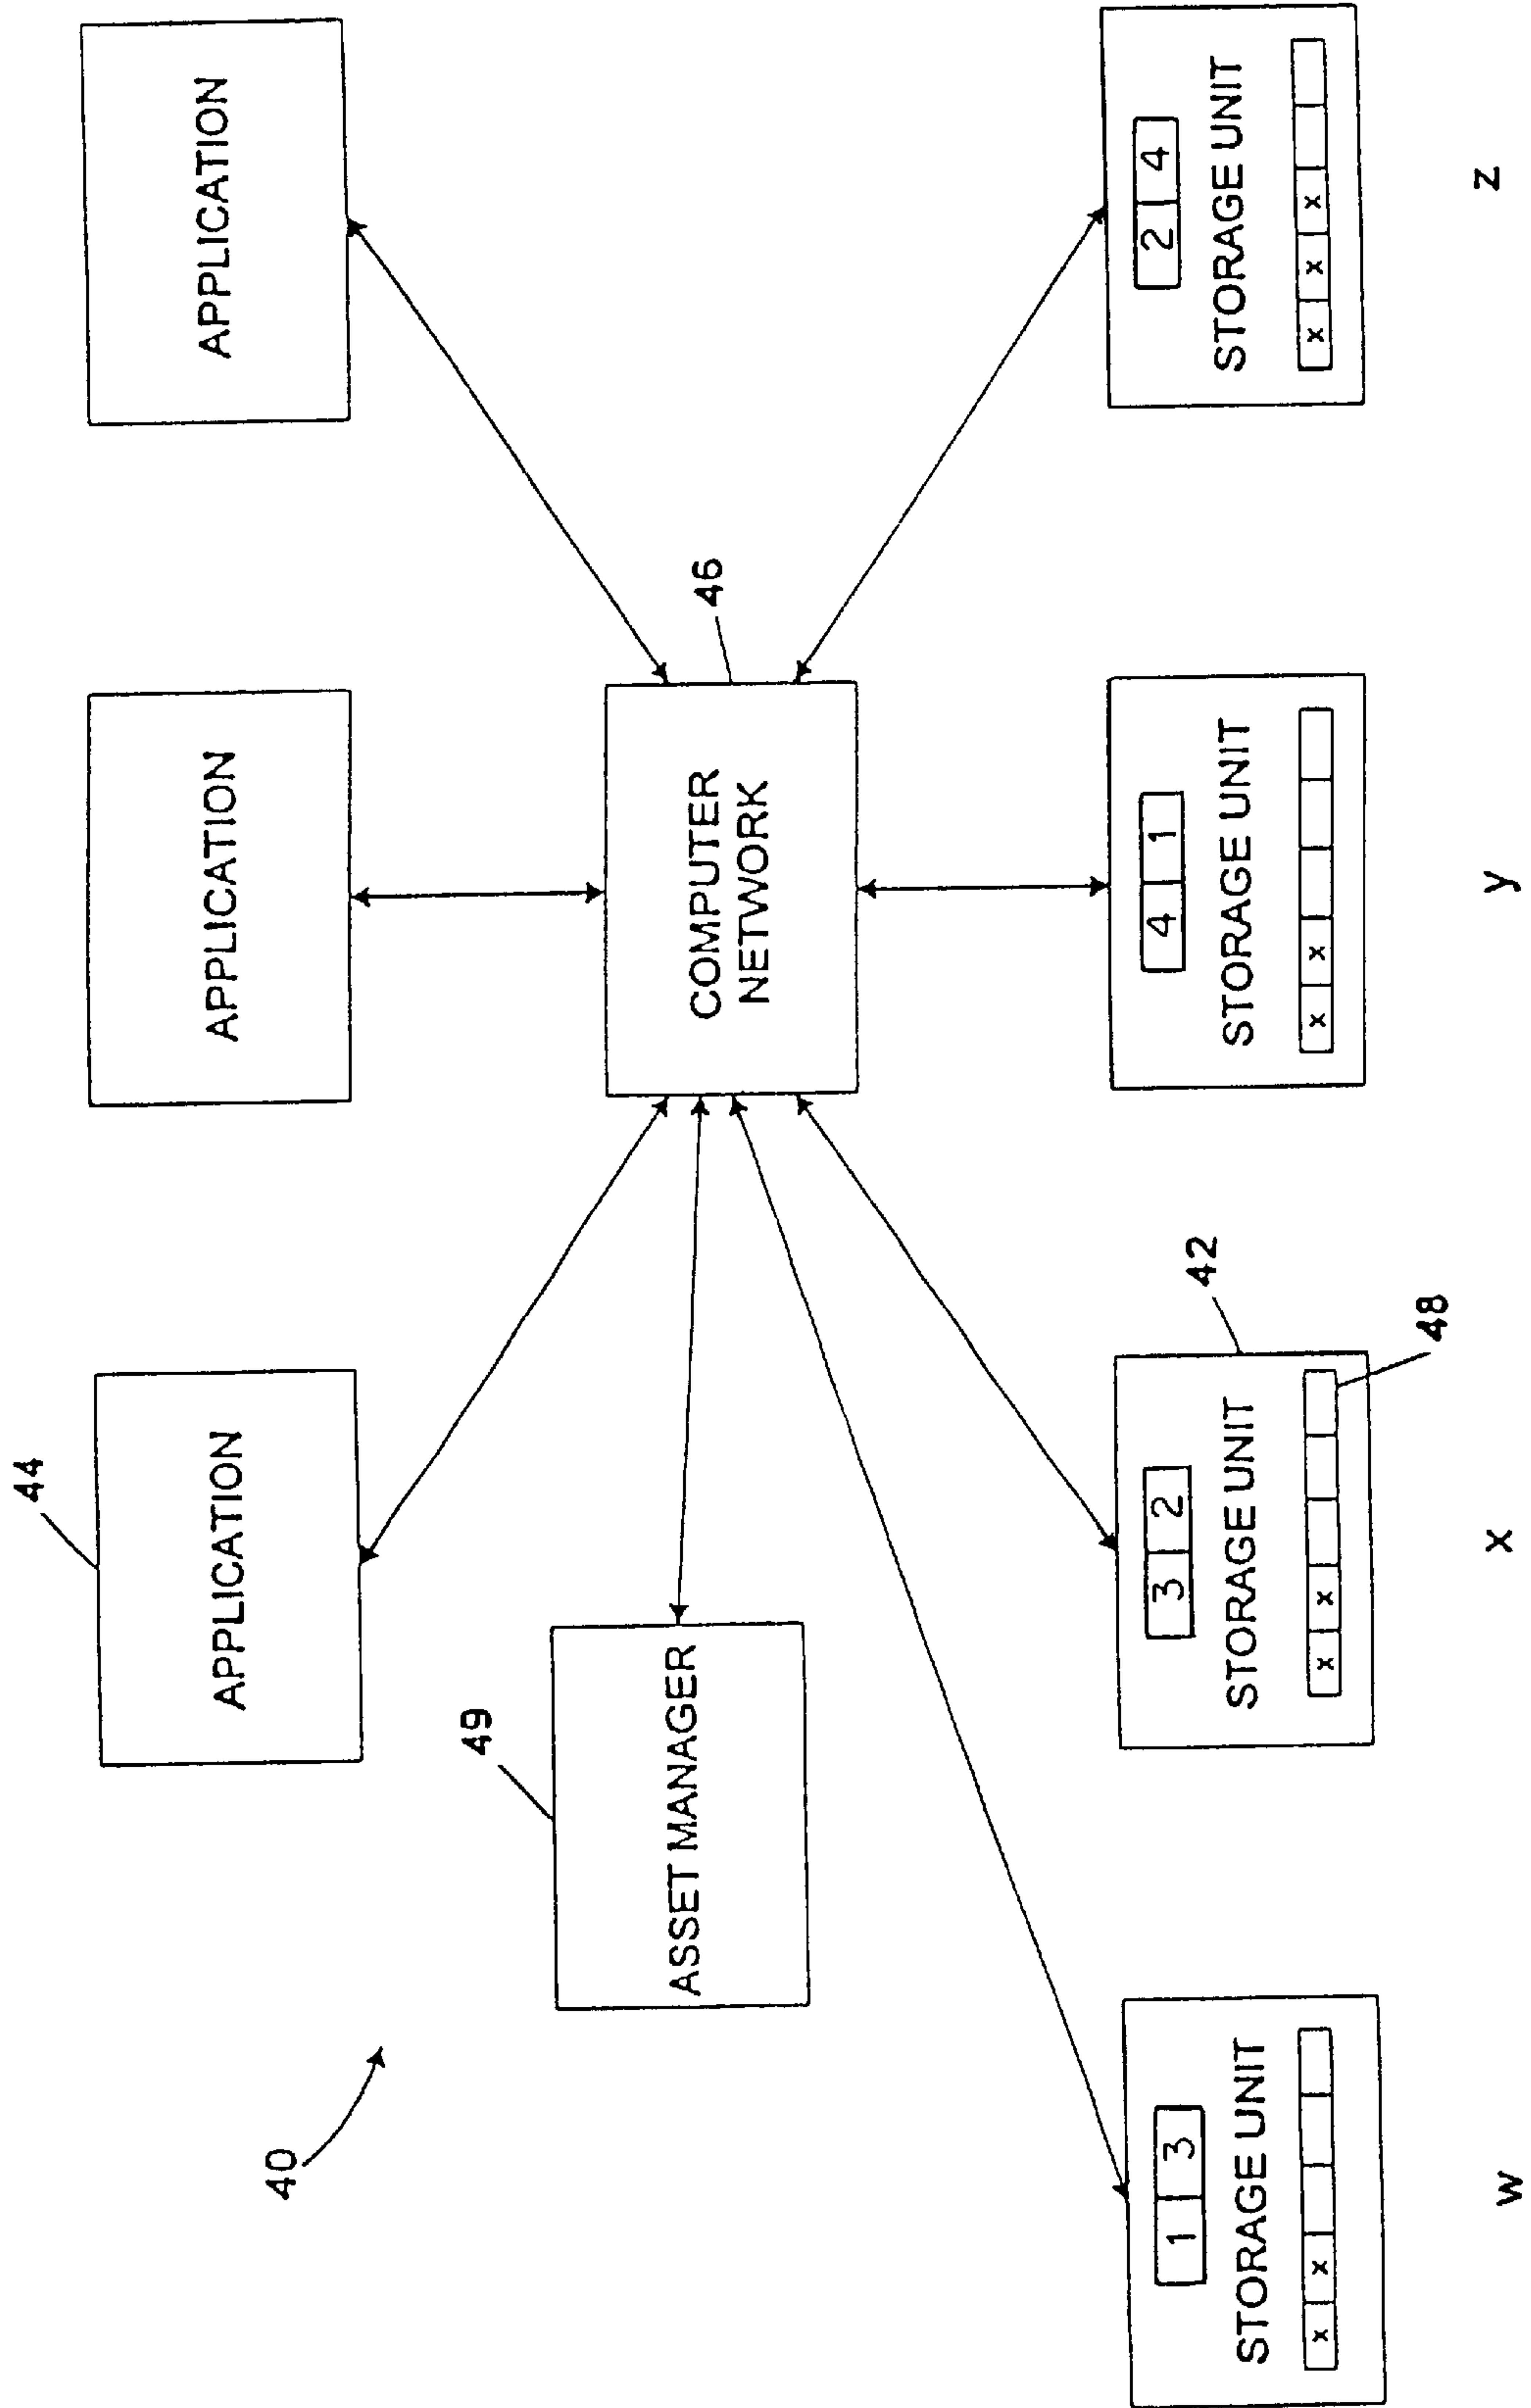 44
APPLICATION
APPLICATION
APPLICATION
40
49
ASSET MANAGER
COMPUTER
NETWORK
46
42
1 3
STORAGE UNIT
x x
3 2
STORAGE UNIT
x x
48
4 1
STORAGE UNIT
x x
2 4
STORAGE UNIT
x x x
w
x
y
z